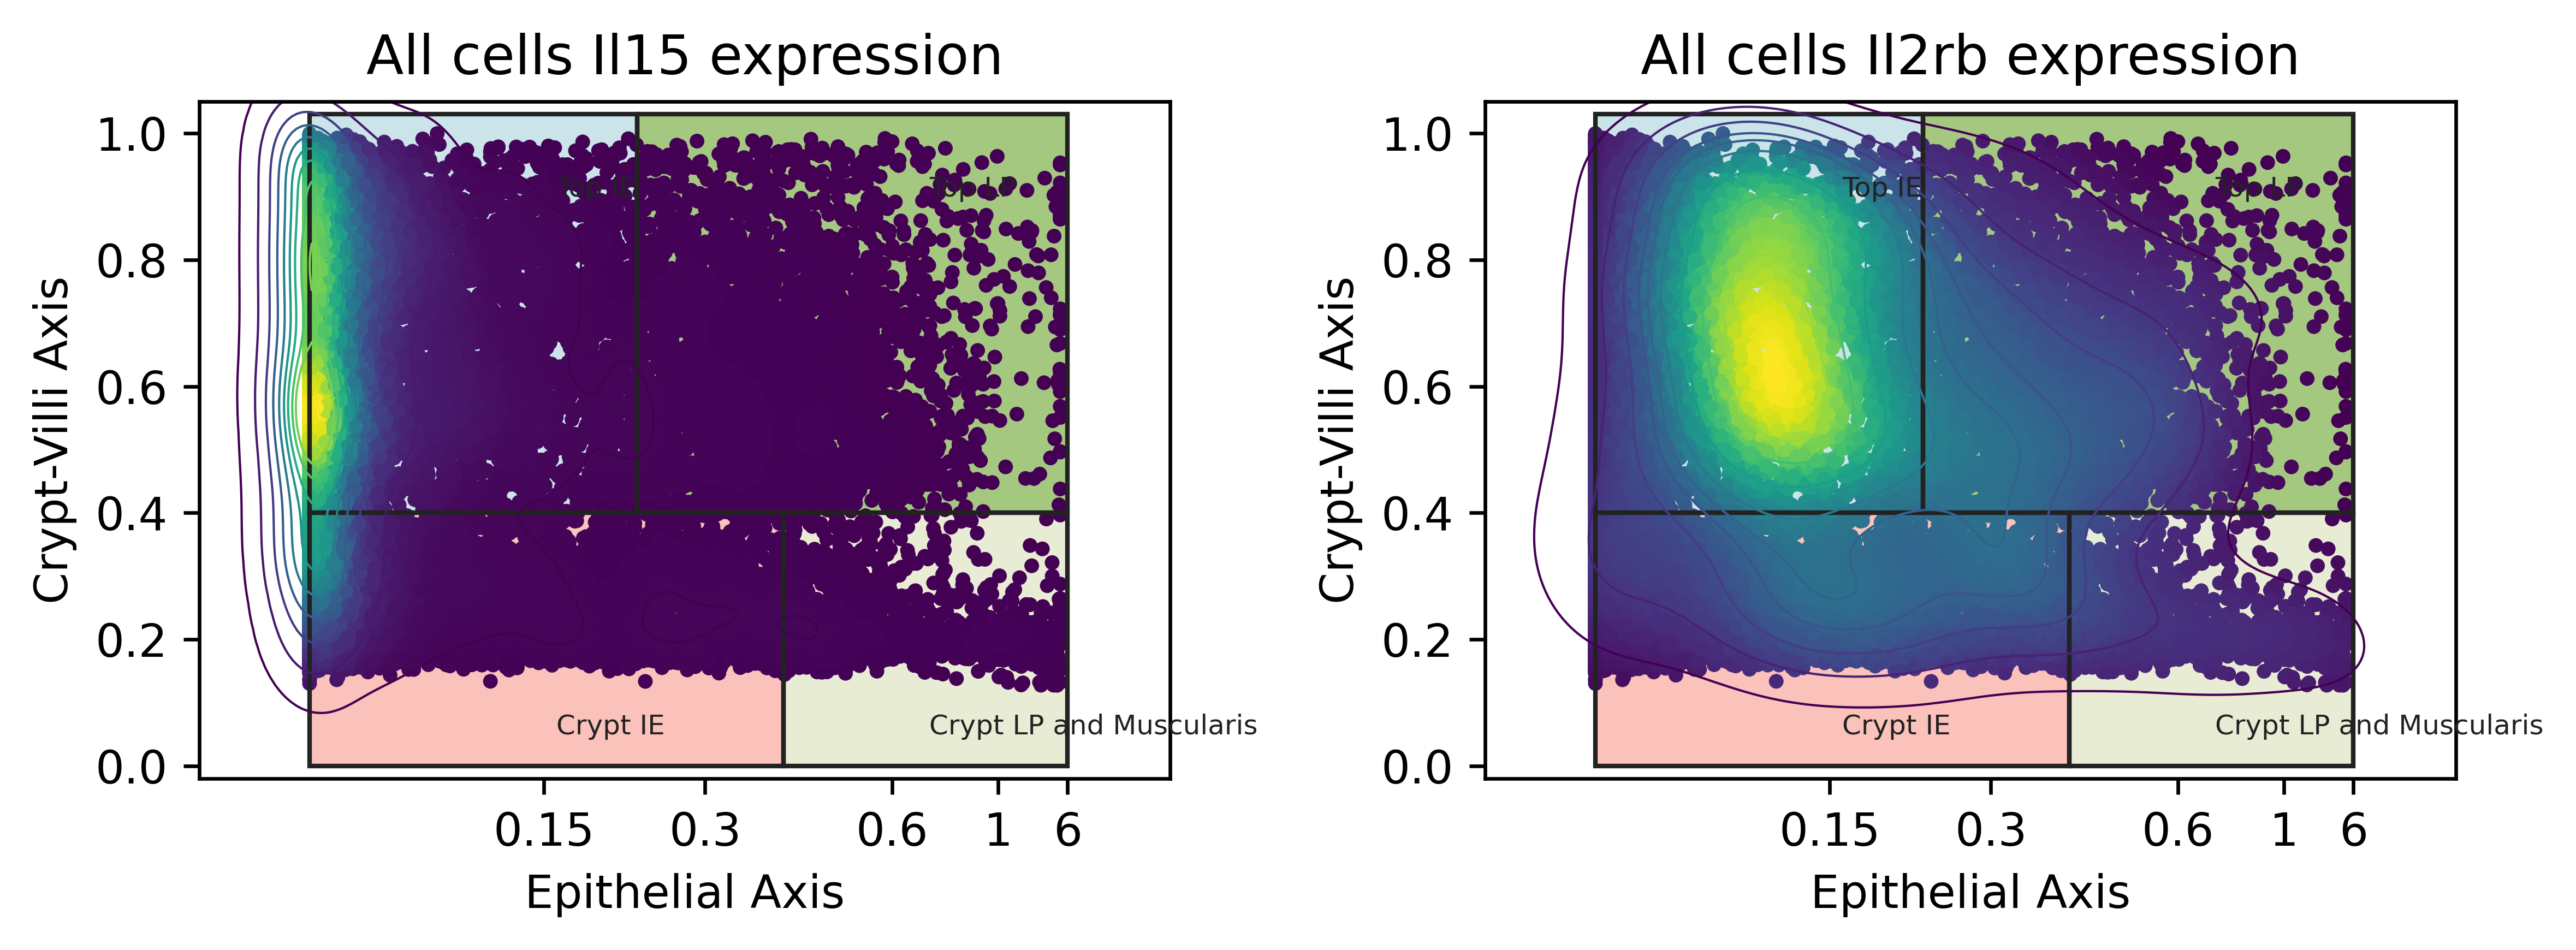 All cells Il15 expression
Crypt-Villi Axis
1.0
0.8
0.6
0.4
0.2
0.0
Top IE
Top LP
Crypt IE
Crypt LP and Muscularis
0.15 0.3 0.6 1 6
Epithelial Axis
All cells Il2rb expression
Crypt-Villi Axis
1.0
0.8
0.6
0.4
0.2
0.0
Top IE
Top LP
Crypt IE
Crypt LP and Muscularis
0.15 0.3 0.6 1 6
Epithelial Axis